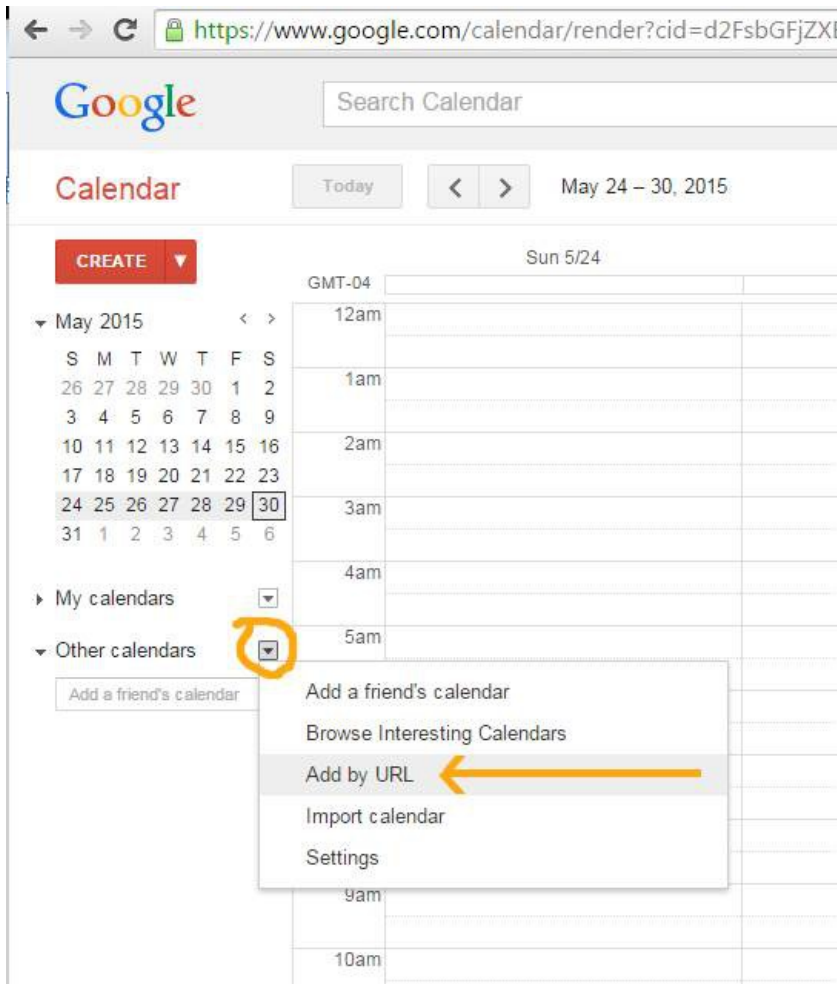 https://www.google.com/calendar/render?cid=d2FsbGFjZXB
Google
Search Calendar
Calendar
Today
May 24 – 30, 2015
CREATE
Sun 5/24
GMT-04
May 2015
S M T W T F S
26 27 28 29 30 1 2
3 4 5 6 7 8 9
10 11 12 13 14 15 16
17 18 19 20 21 22 23
24 25 26 27 28 29 30
31 1 2 3 4 5 6
12am
1am
2am
3am
4am
5am
My calendars
Other calendars
Add a friend's calendar
Add a friend's calendar
Browse Interesting Calendars
Add by URL
Import calendar
Settings
9am
10am